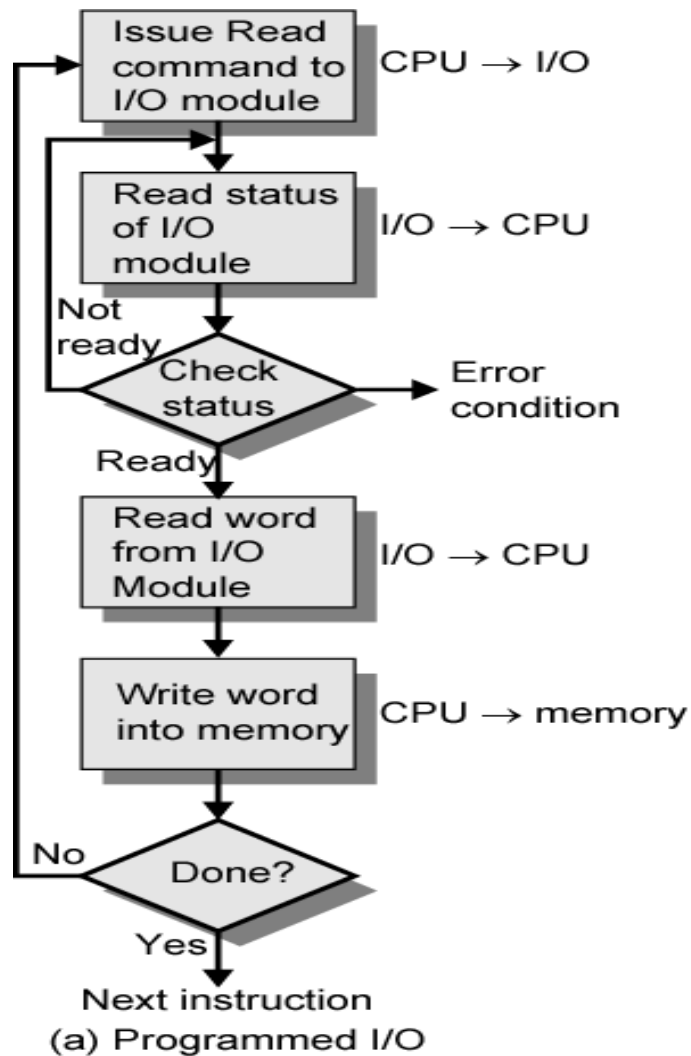 Issue Read
command to
I/O module
CPU → I/O
Read status
of I/O
module
I/O → CPU
Not
ready
Check
status
Error
condition
Ready
Read word
from I/O
Module
I/O → CPU
Write word
into memory
CPU → memory
No
Done?
Yes
Next instruction
(a) Programmed I/O